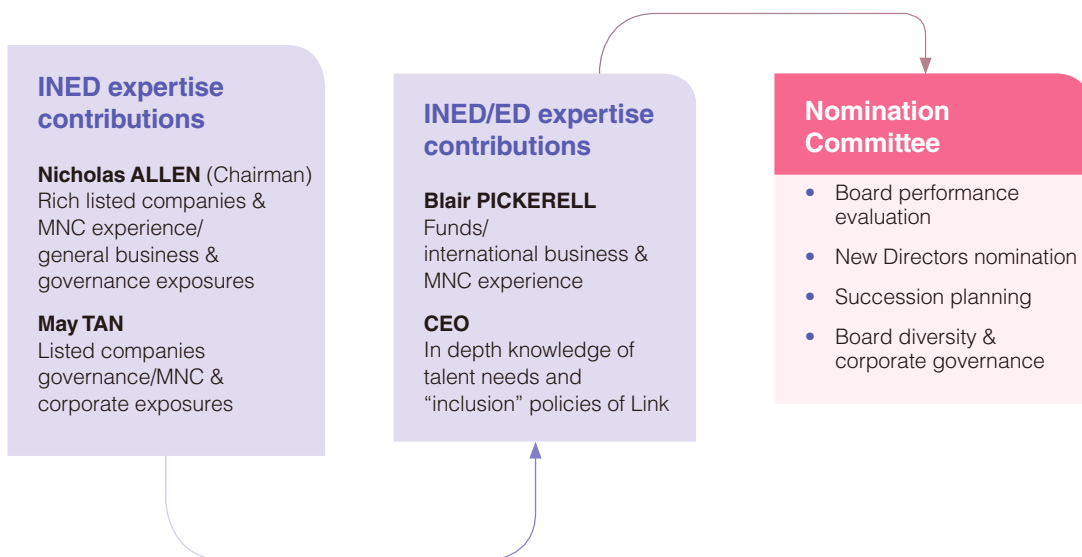 INED expertise
contributions
Nicholas ALLEN (Chairman)
Rich listed companies &
MNC experience/
general business &
governance exposures
May TAN
Listed companies
governance/MNC &
corporate exposures
INED/ED expertise
contributions
Blair PICKERELL
Funds/
international business &
MNC experience
CEO
In depth knowledge of
talent needs and
“inclusion” policies of Link
Nomination
Committee
• Board performance
evaluation
• New Directors nomination
• Succession planning
• Board diversity &
corporate governance